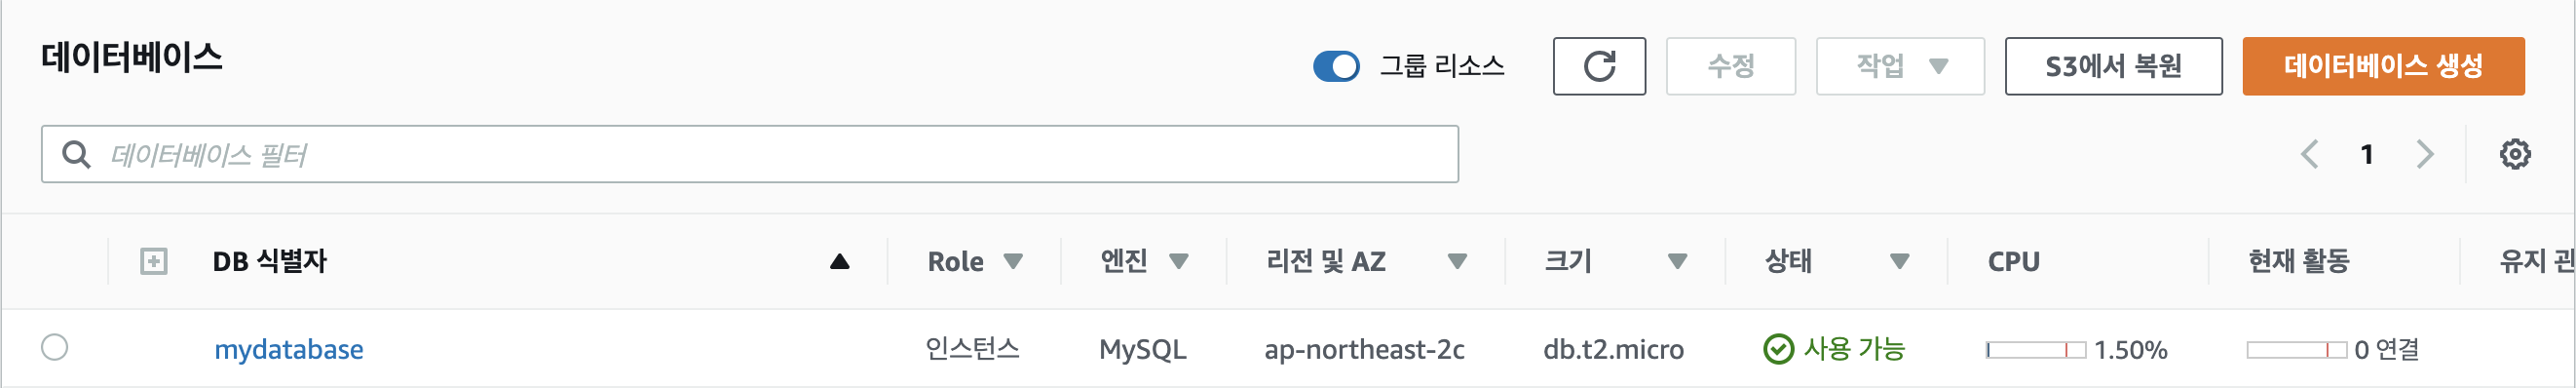 데이터베이스
그룹 리소스 수정 작업 S3에서 복원 데이터베이스 생성
데이터베이스 필터 1
DB 식별자 Role 엔진 리전 및 AZ 크기 상태 CPU 현재 활동 유지
mydatabase 인스턴스 MySQL ap-northeast-2c db.t2.micro 사용 가능 1.50% 0 연결